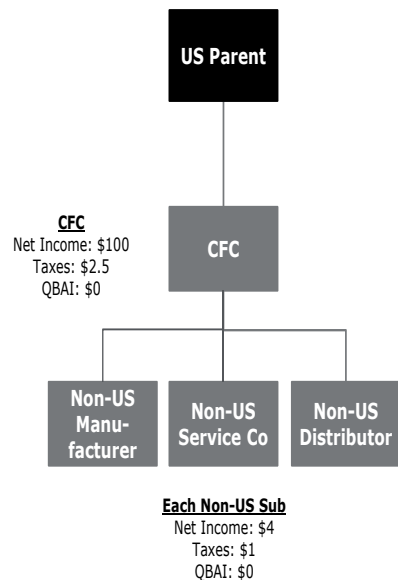 US Parent
CFC
Net Income: $100
Taxes: $2.5
QBAI: $0
CFC
Non-US
Manu-
facturer
Non-US
Service Co
Non-US
Distributor
Each Non-US Sub
Net Income: $4
Taxes: $1
QBAI: $0